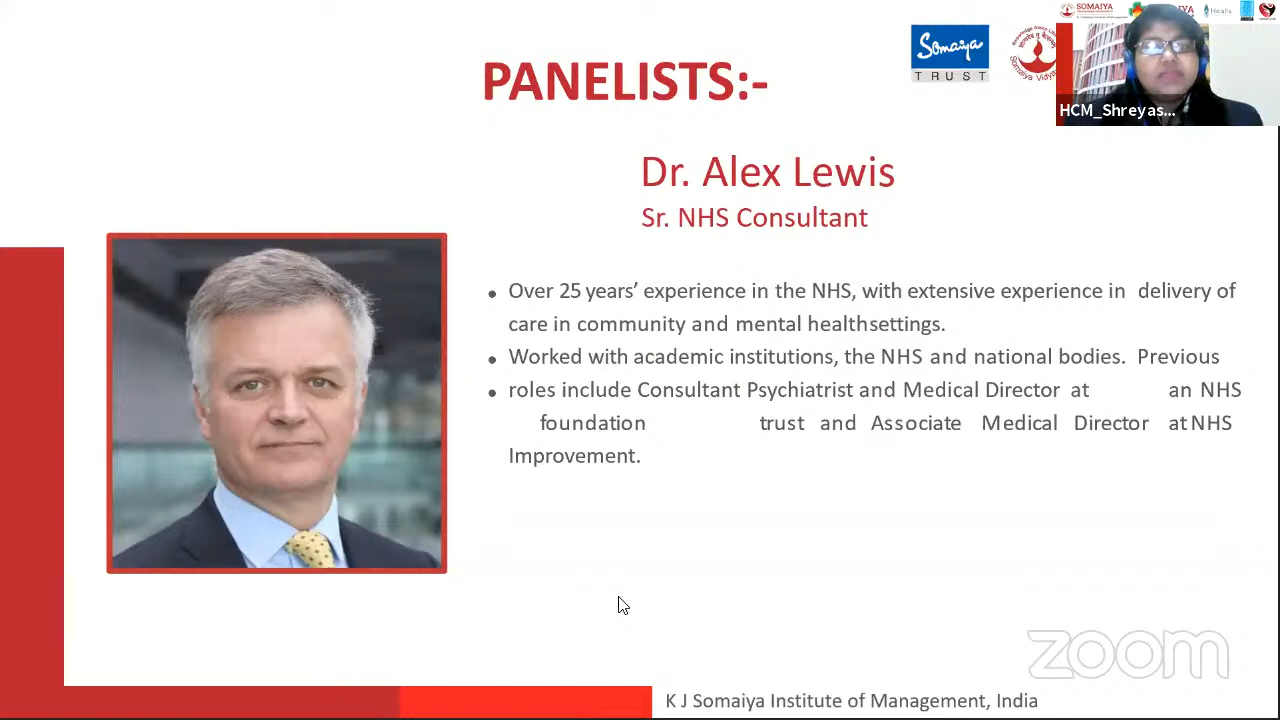 SOMAIYA
Somaiya
TRUST
Somaiya Vidya
HCM_Shreyas...
PANELISTS:-
Dr. Alex Lewis
Sr. NHS Consultant
• Over 25 years’ experience in the NHS, with extensive experience in delivery of
care in community and mental healthsettings.
• Worked with academic institutions, the NHS and national bodies. Previous
• roles include Consultant Psychiatrist and Medical Director at an NHS
foundation trust and Associate Medical Director at NHS
Improvement.
zoom
K J Somaiya Institute of Management, India